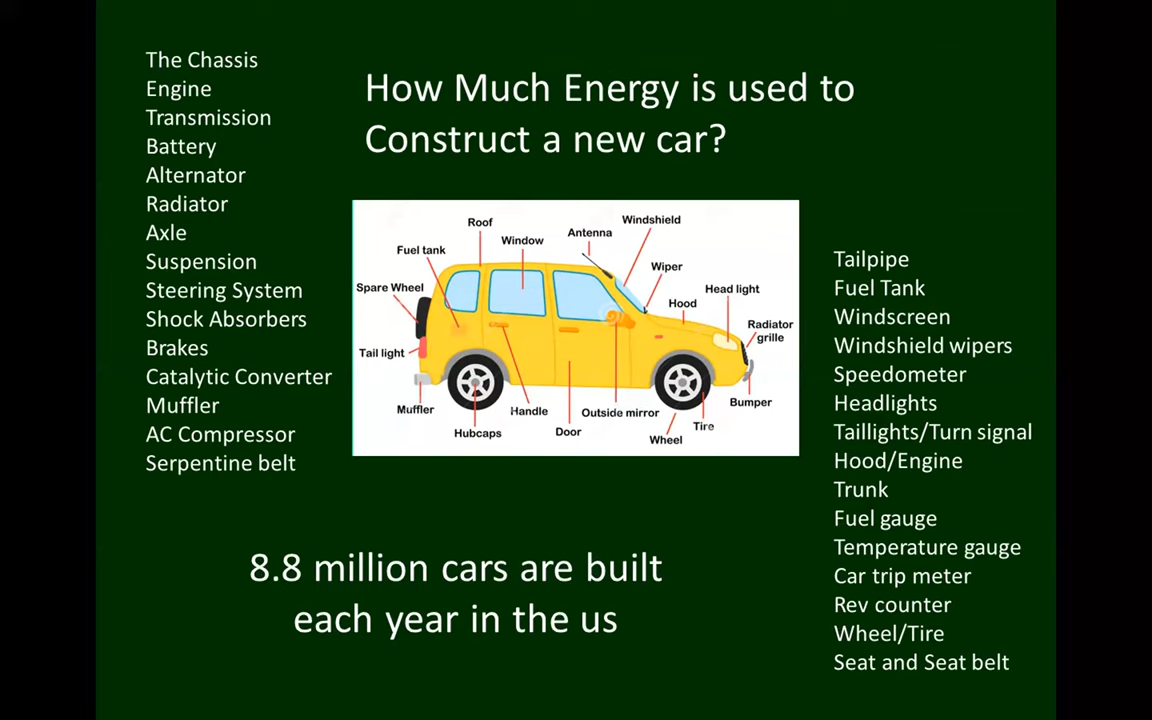 The Chassis
Engine
Transmission
Battery
Alternator
Radiator
Axle
Suspension
Steering System
Shock Absorbers
Brakes
Catalytic Converter
Muffler
AC Compressor
Serpentine belt
How Much Energy is used to
Construct a new car?
Roof
Window
Antenna
Windshield
Fuel tank
Wiper
Spare Wheel
Head light
Hood
Radiator
grille
Tail light
Muffler
Hubcaps
Handle
Door
Outside mirror
Wheel
Tire
Bumper
8.8 million cars are built
each year in the us
Tailpipe
Fuel Tank
Windscreen
Windshield wipers
Speedometer
Headlights
Taillights/Turn signal
Hood/Engine
Trunk
Fuel gauge
Temperature gauge
Car trip meter
Rev counter
Wheel/Tire
Seat and Seat belt